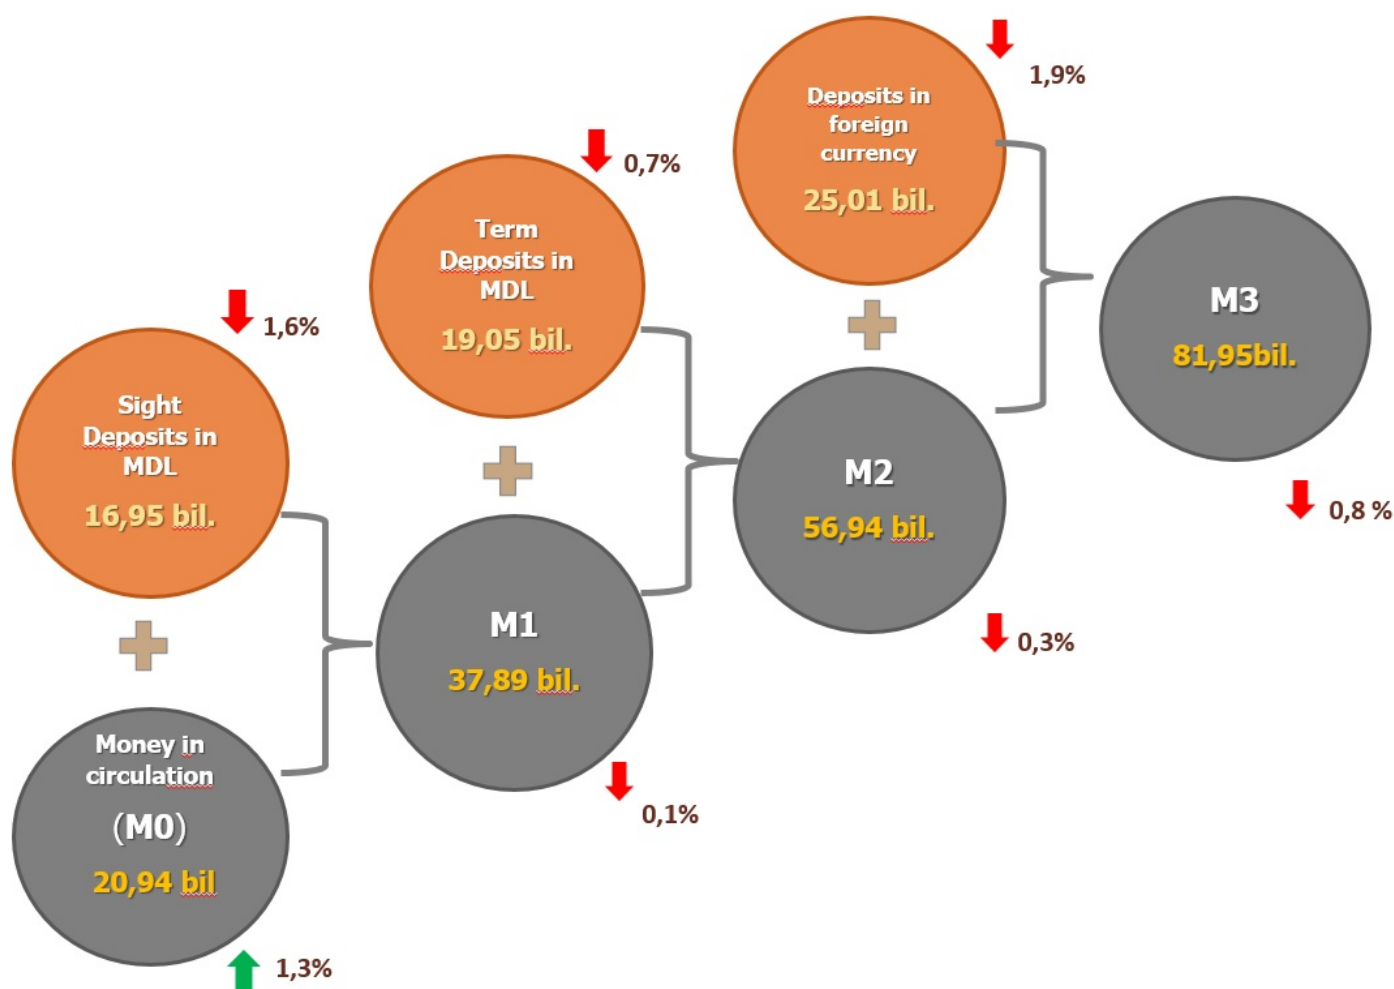 Sight
Deposits in
MDL
16,95 bil.
1,6%
Money in
circulation
(M0)
20,94 bil
1,3%
Term
Deposits in
MDL
19,05 bil.
0,7%
M1
37,89 bil.
0,1%
Deposits in
foreign
currency
25,01 bil.
1,9%
M2
56,94 bil.
0,3%
M3
81,95bil.
0,8 %